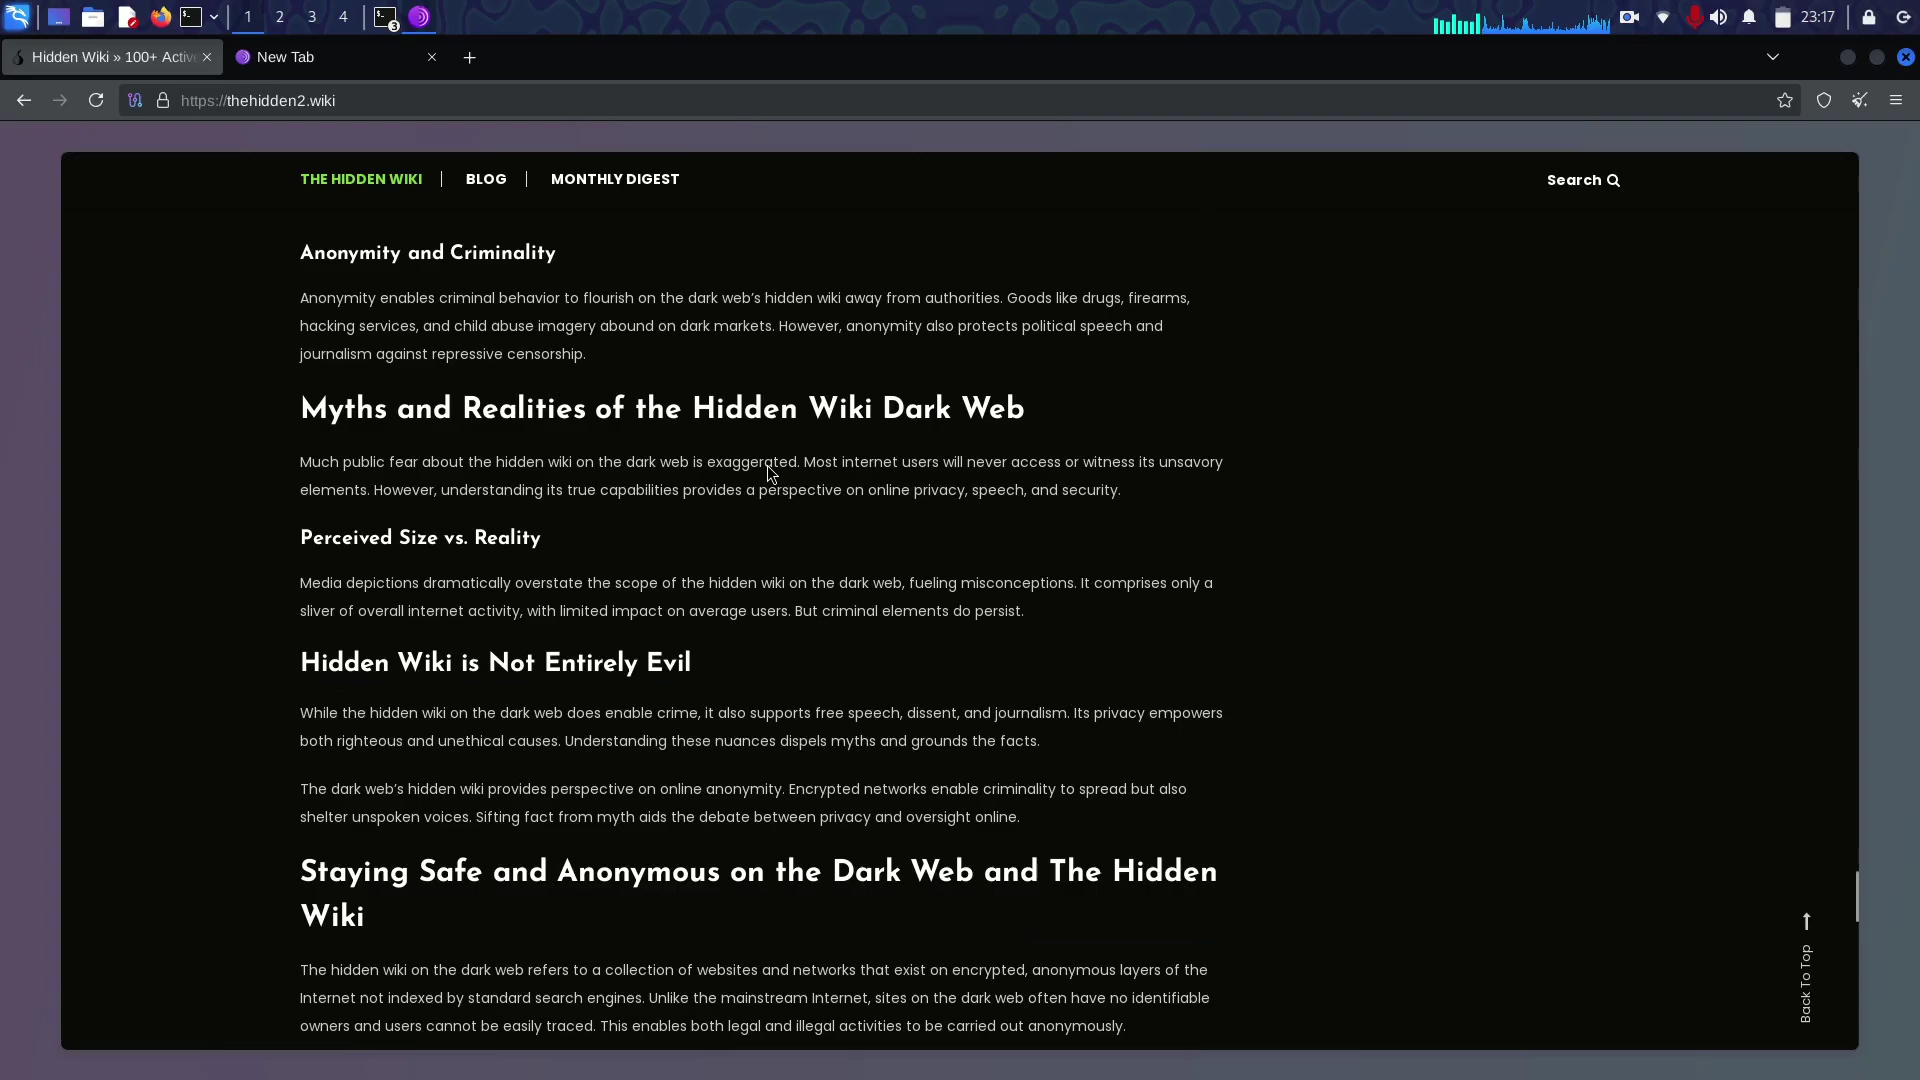 1 2 3 4 3 23:17
Hidden Wiki » 100+ Activ New Tab
https://thehidden2.wiki
THE HIDDEN WIKI BLOG MONTHLY DIGEST Search
Anonymity and Criminality
Anonymity enables criminal behavior to flourish on the dark web’s hidden wiki away from authorities. Goods like drugs, firearms,
hacking services, and child abuse imagery abound on dark markets. However, anonymity also protects political speech and
journalism against repressive censorship.
Myths and Realities of the Hidden Wiki Dark Web
Much public fear about the hidden wiki on the dark web is exaggerated. Most internet users will never access or witness its unsavory
elements. However, understanding its true capabilities provides a perspective on online privacy, speech, and security.
Perceived Size vs. Reality
Media depictions dramatically overstate the scope of the hidden wiki on the dark web, fueling misconceptions. It comprises only a
sliver of overall internet activity, with limited impact on average users. But criminal elements do persist.
Hidden Wiki is Not Entirely Evil
While the hidden wiki on the dark web does enable crime, it also supports free speech, dissent, and journalism. Its privacy empowers
both righteous and unethical causes. Understanding these nuances dispels myths and grounds the facts.
The dark web’s hidden wiki provides perspective on online anonymity. Encrypted networks enable criminality to spread but also
shelter unspoken voices. Sifting fact from myth aids the debate between privacy and oversight online.
Staying Safe and Anonymous on the Dark Web and The Hidden
Wiki
The hidden wiki on the dark web refers to a collection of websites and networks that exist on encrypted, anonymous layers of the
Internet not indexed by standard search engines. Unlike the mainstream Internet, sites on the dark web often have no identifiable
owners and users cannot be easily traced. This enables both legal and illegal activities to be carried out anonymously.
Back To Top